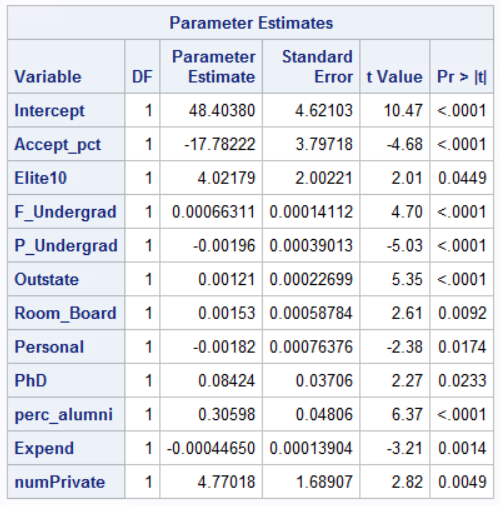 Parameter Estimates
Variable DF Parameter Estimate Standard Error t Value Pr > |t|
Intercept 1 48.40380 4.62103 10.47 <.0001
Accept_pct 1 -17.78222 3.79718 -4.68 <.0001
Elite10 1 4.02179 2.00221 2.01 0.0449
F_Undergrad 1 0.00066311 0.00014112 4.70 <.0001
P_Undergrad 1 -0.00196 0.00039013 -5.03 <.0001
Outstate 1 0.00121 0.00022699 5.35 <.0001
Room_Board 1 0.00153 0.00058784 2.61 0.0092
Personal 1 -0.00182 0.00076376 -2.38 0.0174
PhD 1 0.08424 0.03706 2.27 0.0233
perc_alumni 1 0.30598 0.04806 6.37 <.0001
Expend 1 -0.00044650 0.00013904 -3.21 0.0014
numPrivate 1 4.77018 1.68907 2.82 0.0049